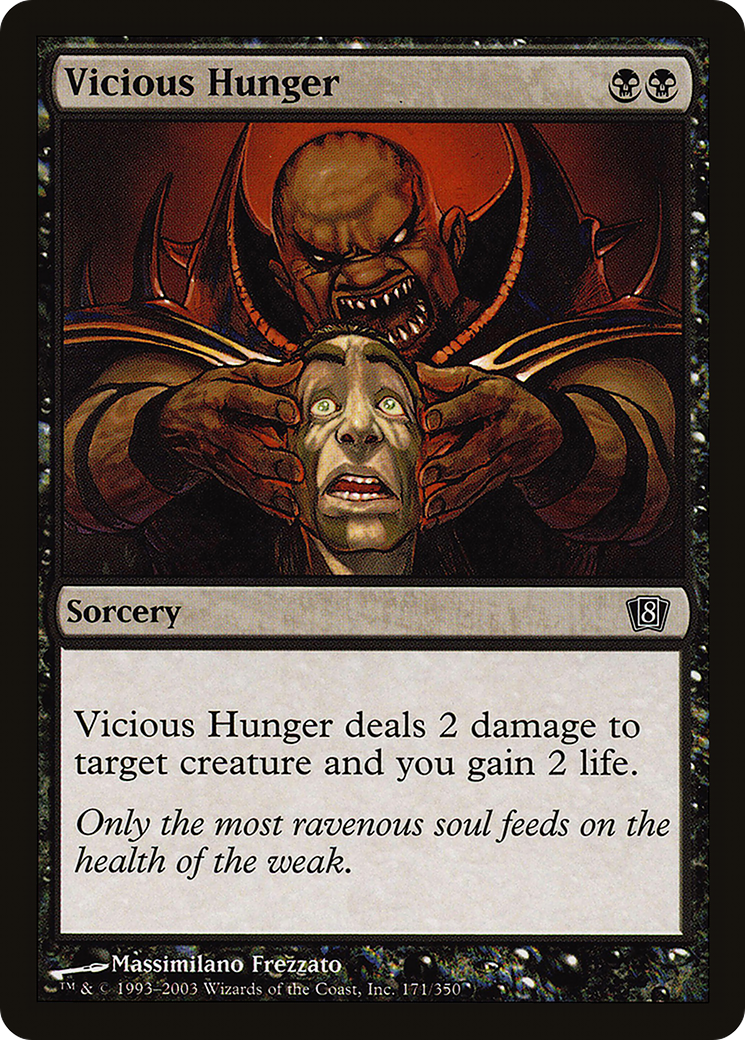 Vicious Hunger
Sorcery
8
Vicious Hunger deals 2 damage to
target creature and you gain 2 life.
Only the most ravenous soul feeds on the
health of the weak.
Massimilano Frezzato
™ & © 1993–2003 Wizards of the Coast, Inc. 171/350